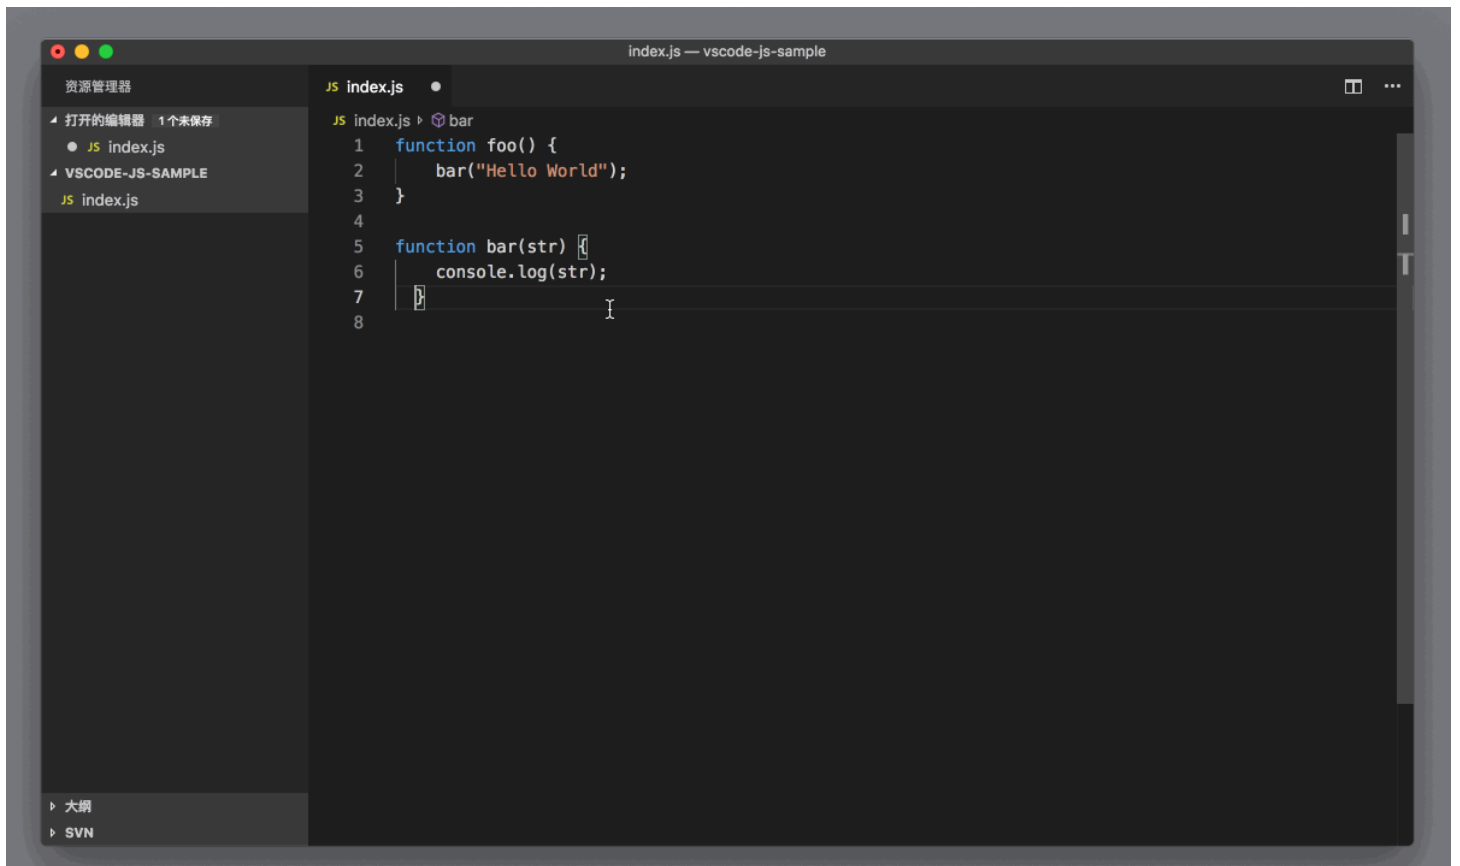 index.js — vscode-js-sample
资源管理器
打开的编辑器 1 个未保存
JS index.js
VSCODE-JS-SAMPLE
JS index.js
大纲
SVN
JS index.js
JS index.js bar
1 function foo() {
2     bar("Hello World");
3 }
4
5 function bar(str) {
6     console.log(str);
7   }
8